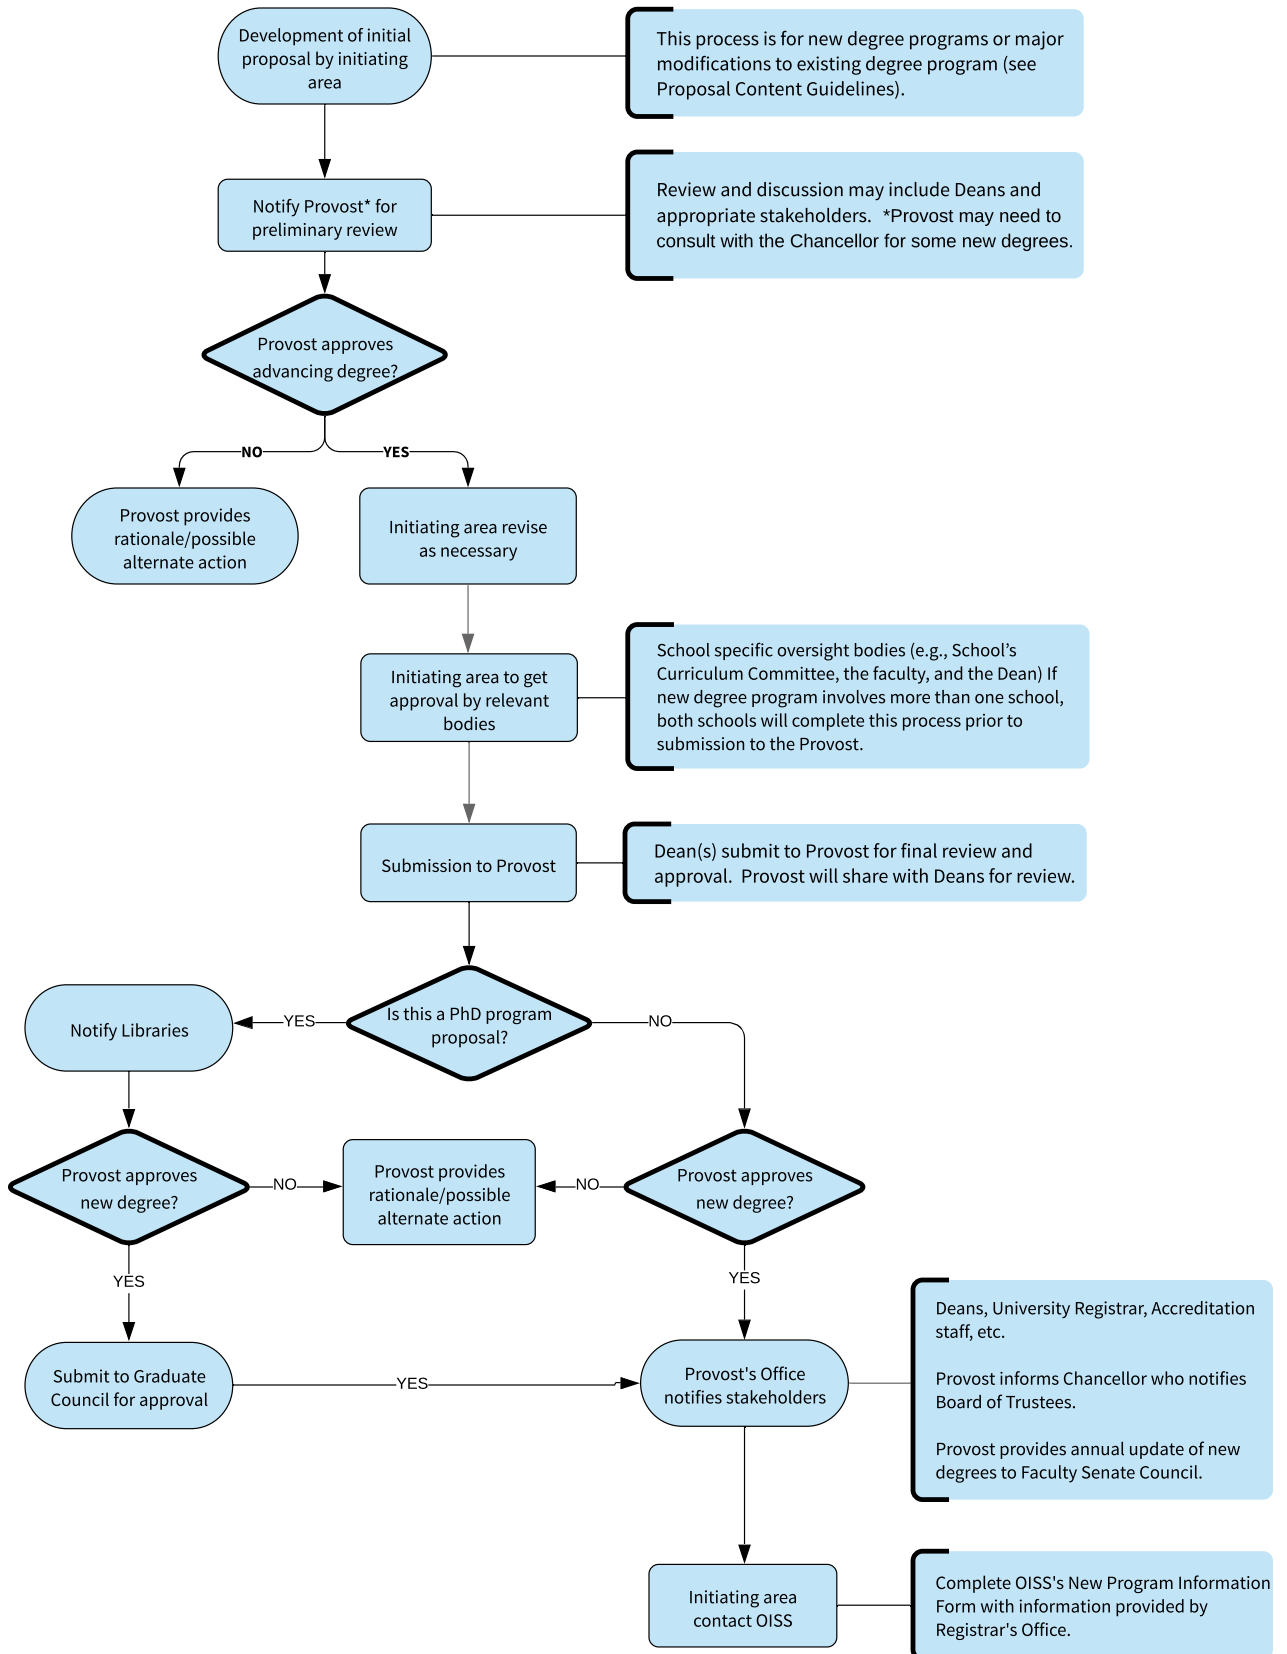 Development of initial
proposal by initiating
area
This process is for new degree programs or major
modifications to existing degree program (see
Proposal Content Guidelines).
Notify Provost* for
preliminary review
Review and discussion may include Deans and
appropriate stakeholders.  *Provost may need to
consult with the Chancellor for some new degrees.
Provost approves
advancing degree?
NO
YES
Provost provides
rationale/possible
alternate action
Initiating area revise
as necessary
Initiating area to get
approval by relevant
bodies
School specific oversight bodies (e.g., School’s
Curriculum Committee, the faculty, and the Dean) If
new degree program involves more than one school,
both schools will complete this process prior to
submission to the Provost.
Submission to Provost
Dean(s) submit to Provost for final review and
approval.  Provost will share with Deans for review.
Is this a PhD program
proposal?
YES
NO
Notify Libraries
Provost approves
new degree?
NO
Provost provides
rationale/possible
alternate action
NO
Provost approves
new degree?
YES
YES
Submit to Graduate
Council for approval
YES
Provost's Office
notifies stakeholders
Deans, University Registrar, Accreditation
staff, etc.
Provost informs Chancellor who notifies
Board of Trustees.
Provost provides annual update of new
degrees to Faculty Senate Council.
Initiating area
contact OISS
Complete OISS's New Program Information
Form with information provided by
Registrar's Office.